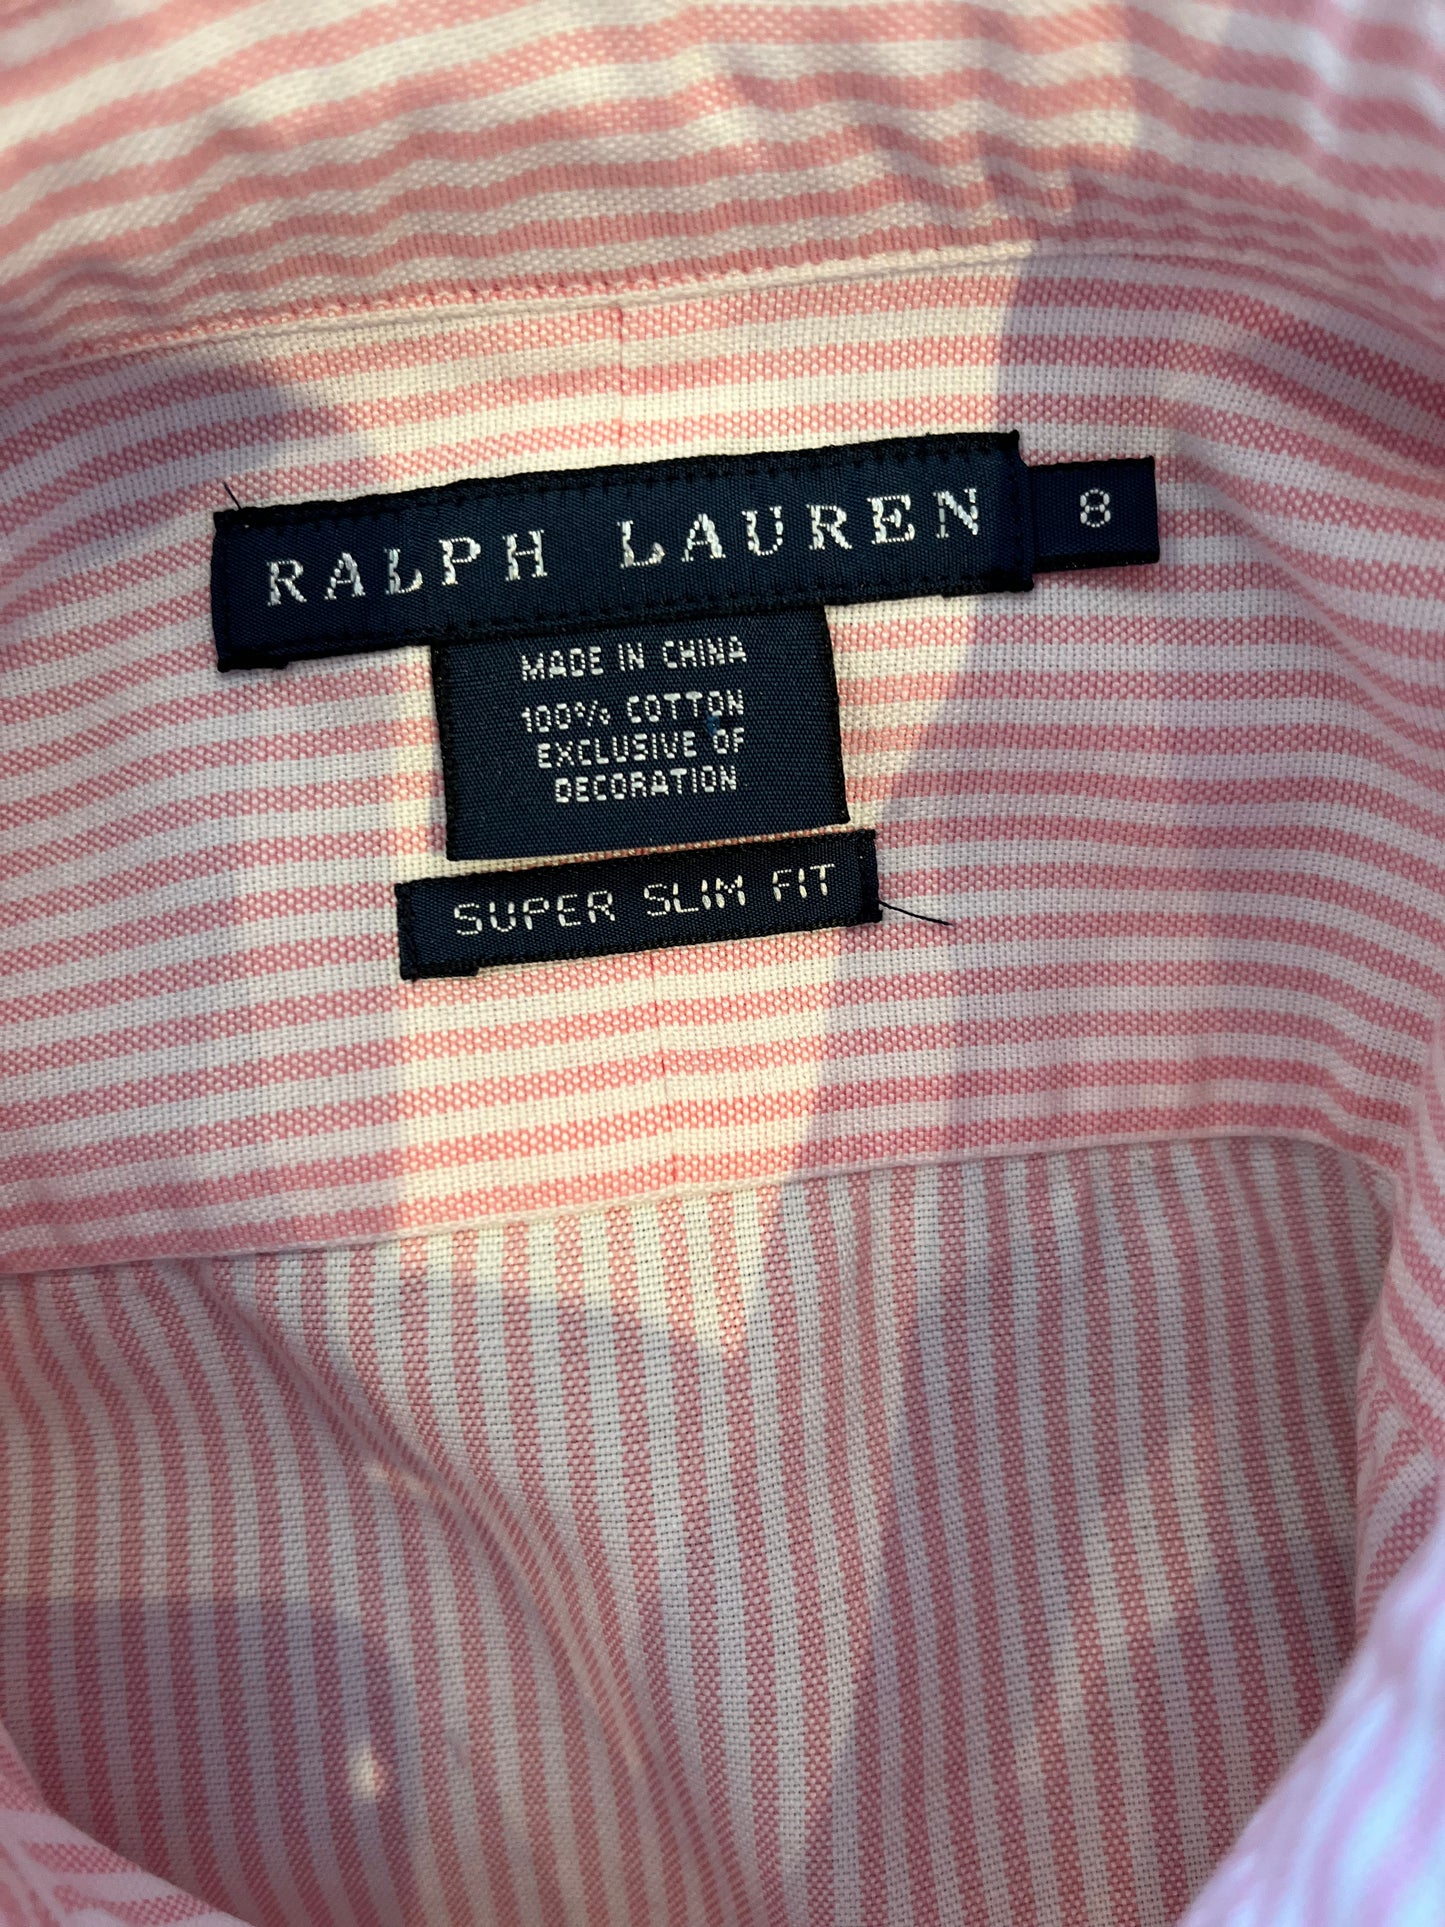 RALPH LAUREN 8
MADE IN CHINA
100% COTTON
EXCLUSIVE OF
DECORATION
SUPER SLIM FIT